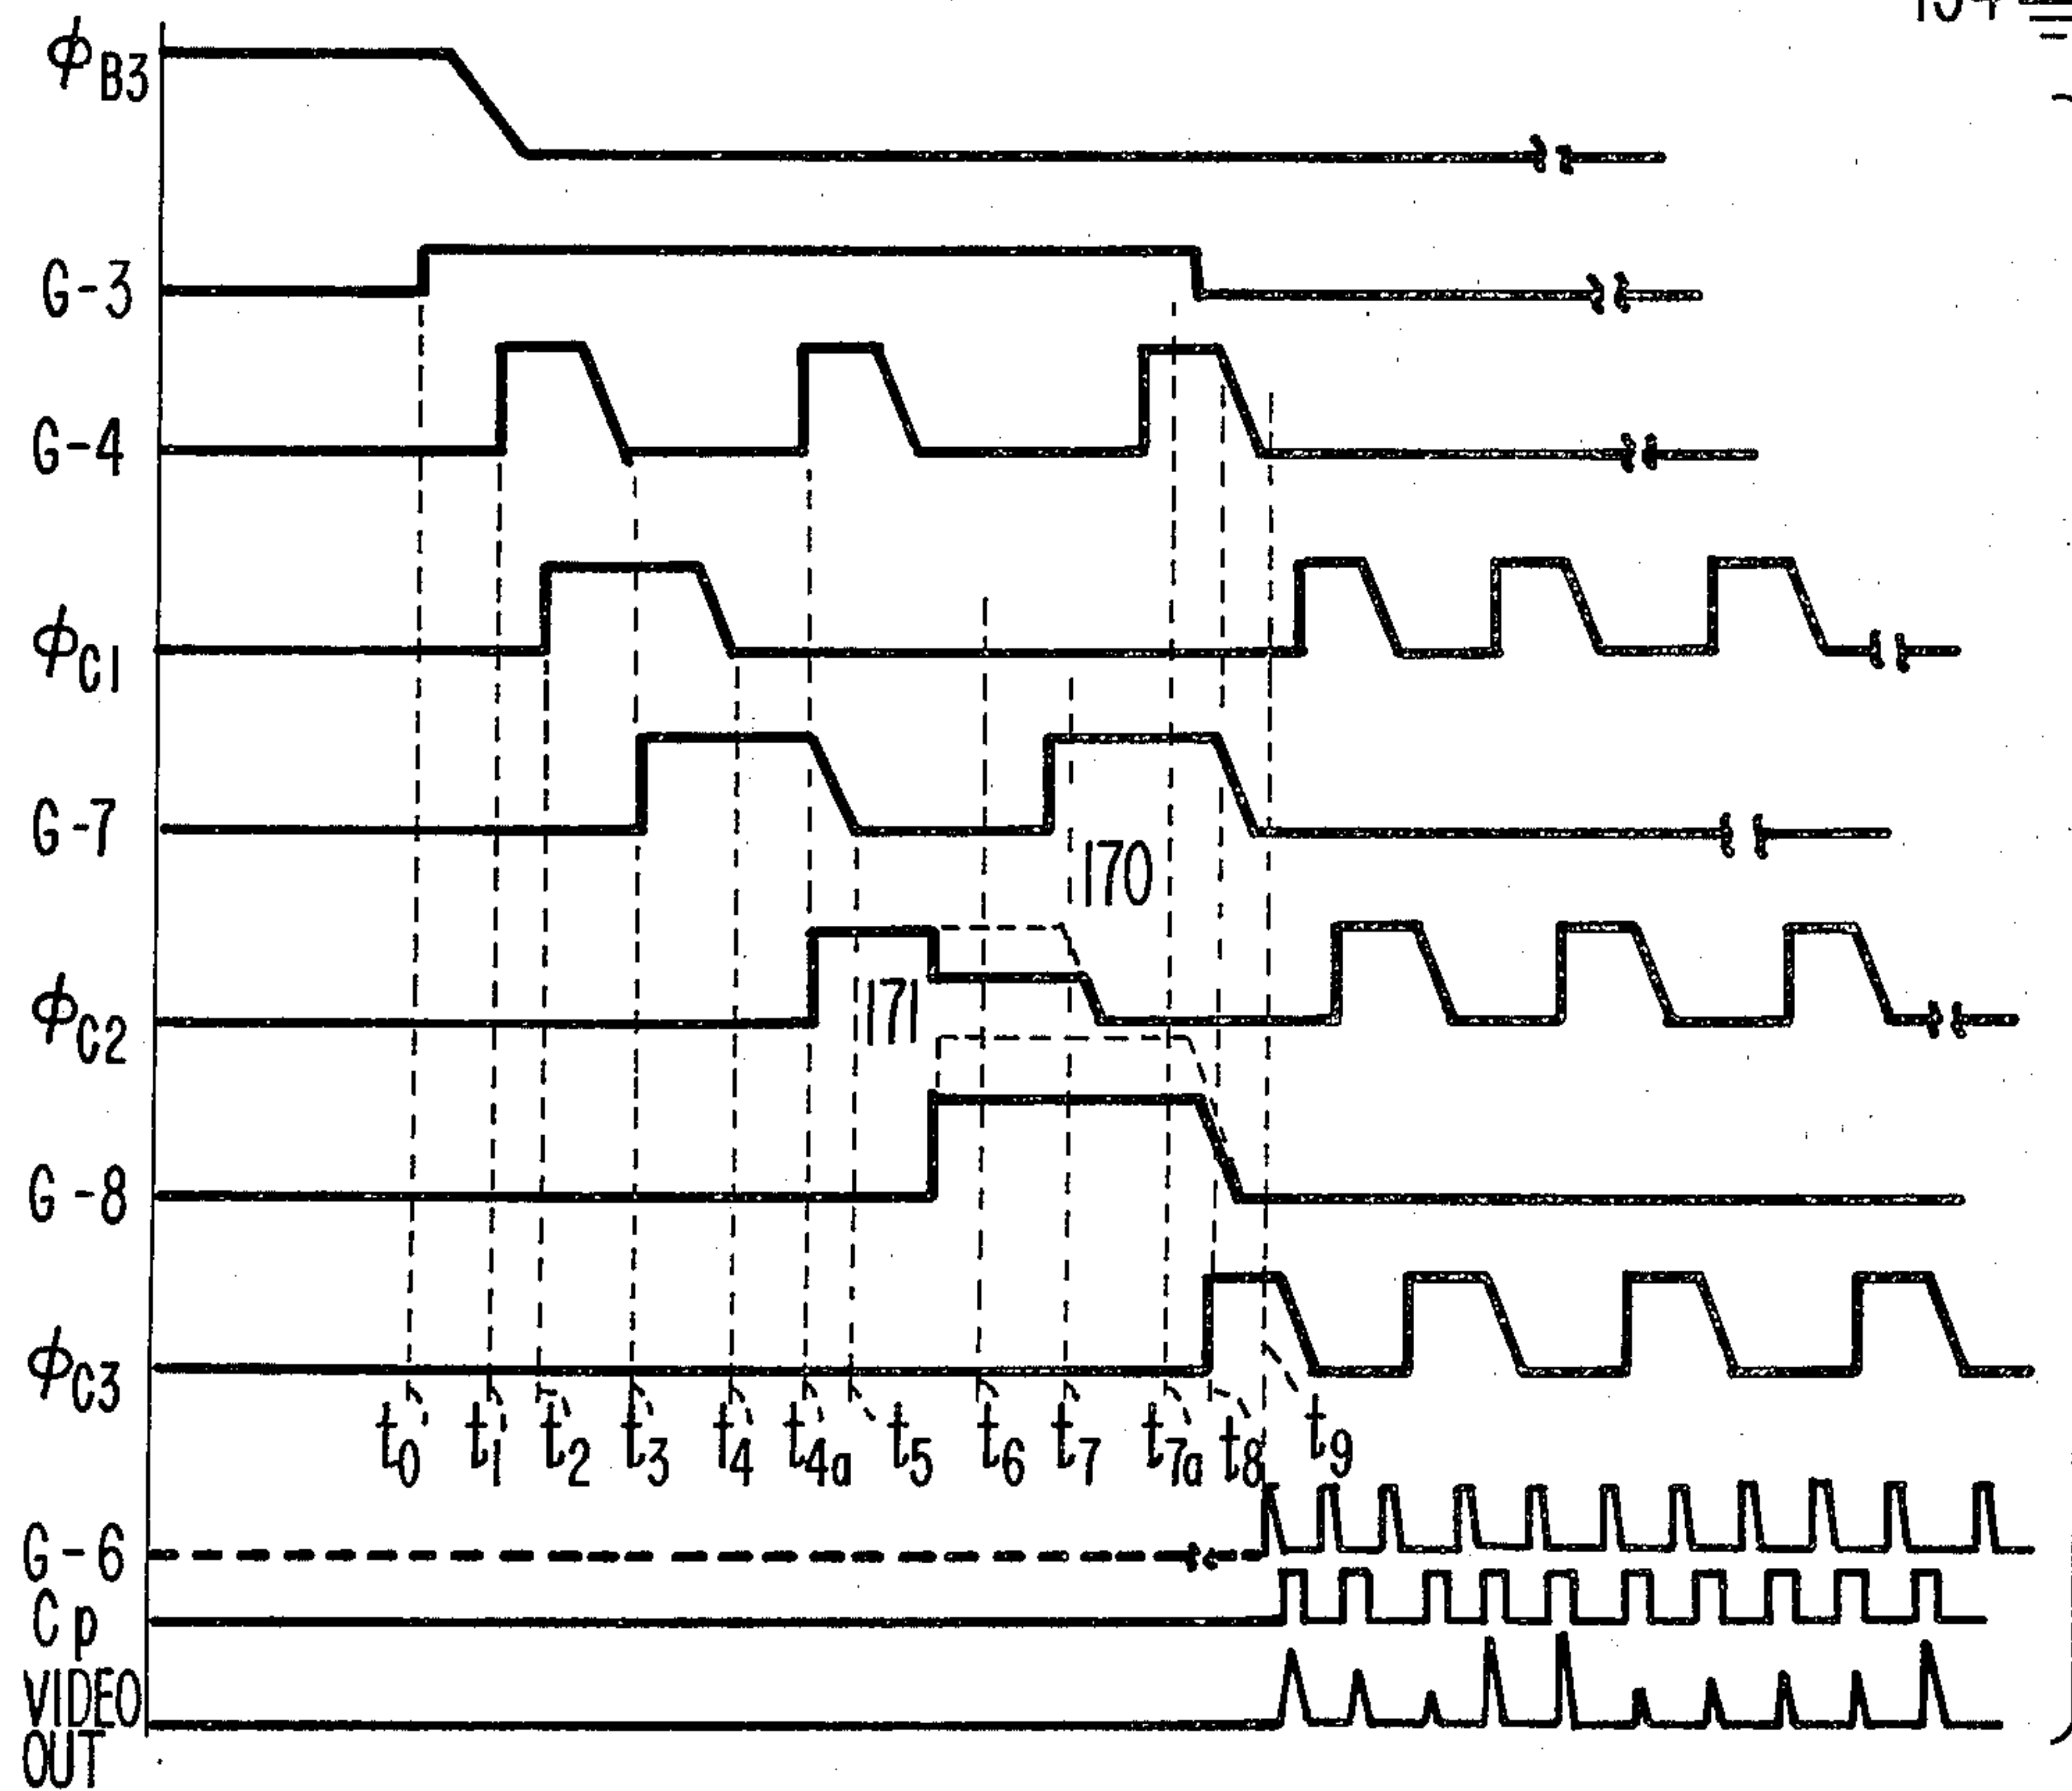 154
ϕB3
G-3
G-4
ϕC1
G-7
170
ϕC2
171
G-8
ϕC3
t0 t1 t2 t3 t4 t4a t5 t6 t7 t7a t8 t9
G-6
Cp
VIDEO
OUT